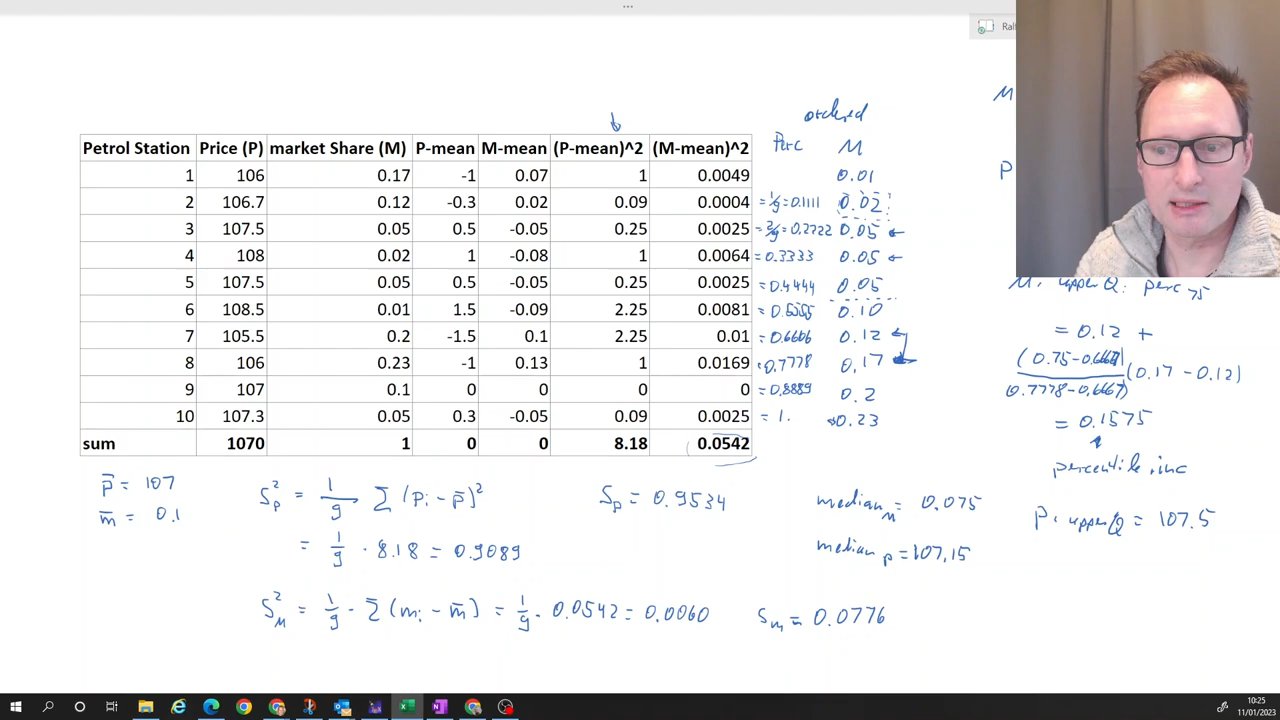 Ral
ordered
Petrol Station Price (P) market Share (M) P-mean M-mean (P-mean)^2 (M-mean)^2
1 106 0.17 -1 0.07 1 0.0049
2 106.7 0.12 -0.3 0.02 0.09 0.0004
3 107.5 0.05 0.5 -0.05 0.25 0.0025
4 108 0.02 1 -0.08 1 0.0064
5 107.5 0.05 0.5 -0.05 0.25 0.0025
6 108.5 0.01 1.5 -0.09 2.25 0.0081
7 105.5 0.2 -1.5 0.1 2.25 0.01
8 106 0.23 -1 0.13 1 0.0169
9 107 0.1 0 0 0 0
10 107.3 0.05 0.3 -0.05 0.09 0.0025
sum 1070 1 0 0 8.18 0.0542
Perc M
0.01
= 1/9 = 0.1111 0.02
= 2/9 = 0.2722 0.05 ←
= 0.3333 0.05 ←
= 0.4444 0.05
= 0.5555 0.10
= 0.6606 0.12
0.7778 0.17
= 0.8889 0.2
= 1. 0.23
M
P
M: upperQ: perc 75
= 0.12 +
(0.75-0.6667) / (0.7778-0.6667) (0.17 - 0.12)
= 0.1575
percentile.inc
P: upperQ = 107.5
p̄ = 107
m̄ = 0.1
S²p = 1/9 Σ (pi - p̄)²
= 1/9 · 8.18 = 0.9089
Sp = 0.9534
median M = 0.075
median p = 107.15
S²M = 1/9 · Σ (mi - m̄) = 1/9 · 0.0542 = 0.0060
Sm = 0.0776
10:25
11/01/2023